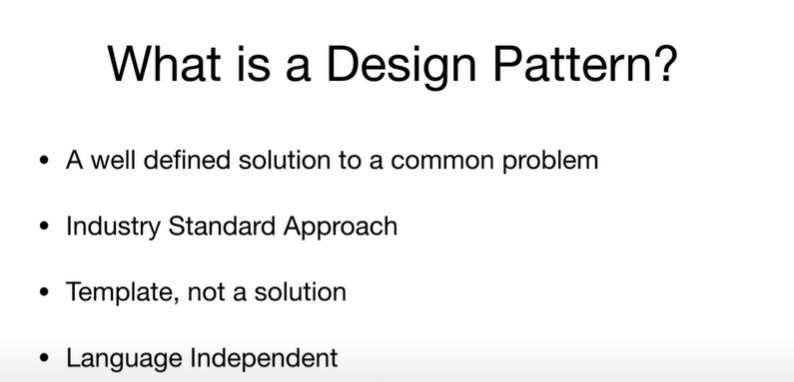 What is a Design Pattern?
• A well defined solution to a common problem
• Industry Standard Approach
• Template, not a solution
• Language Independent